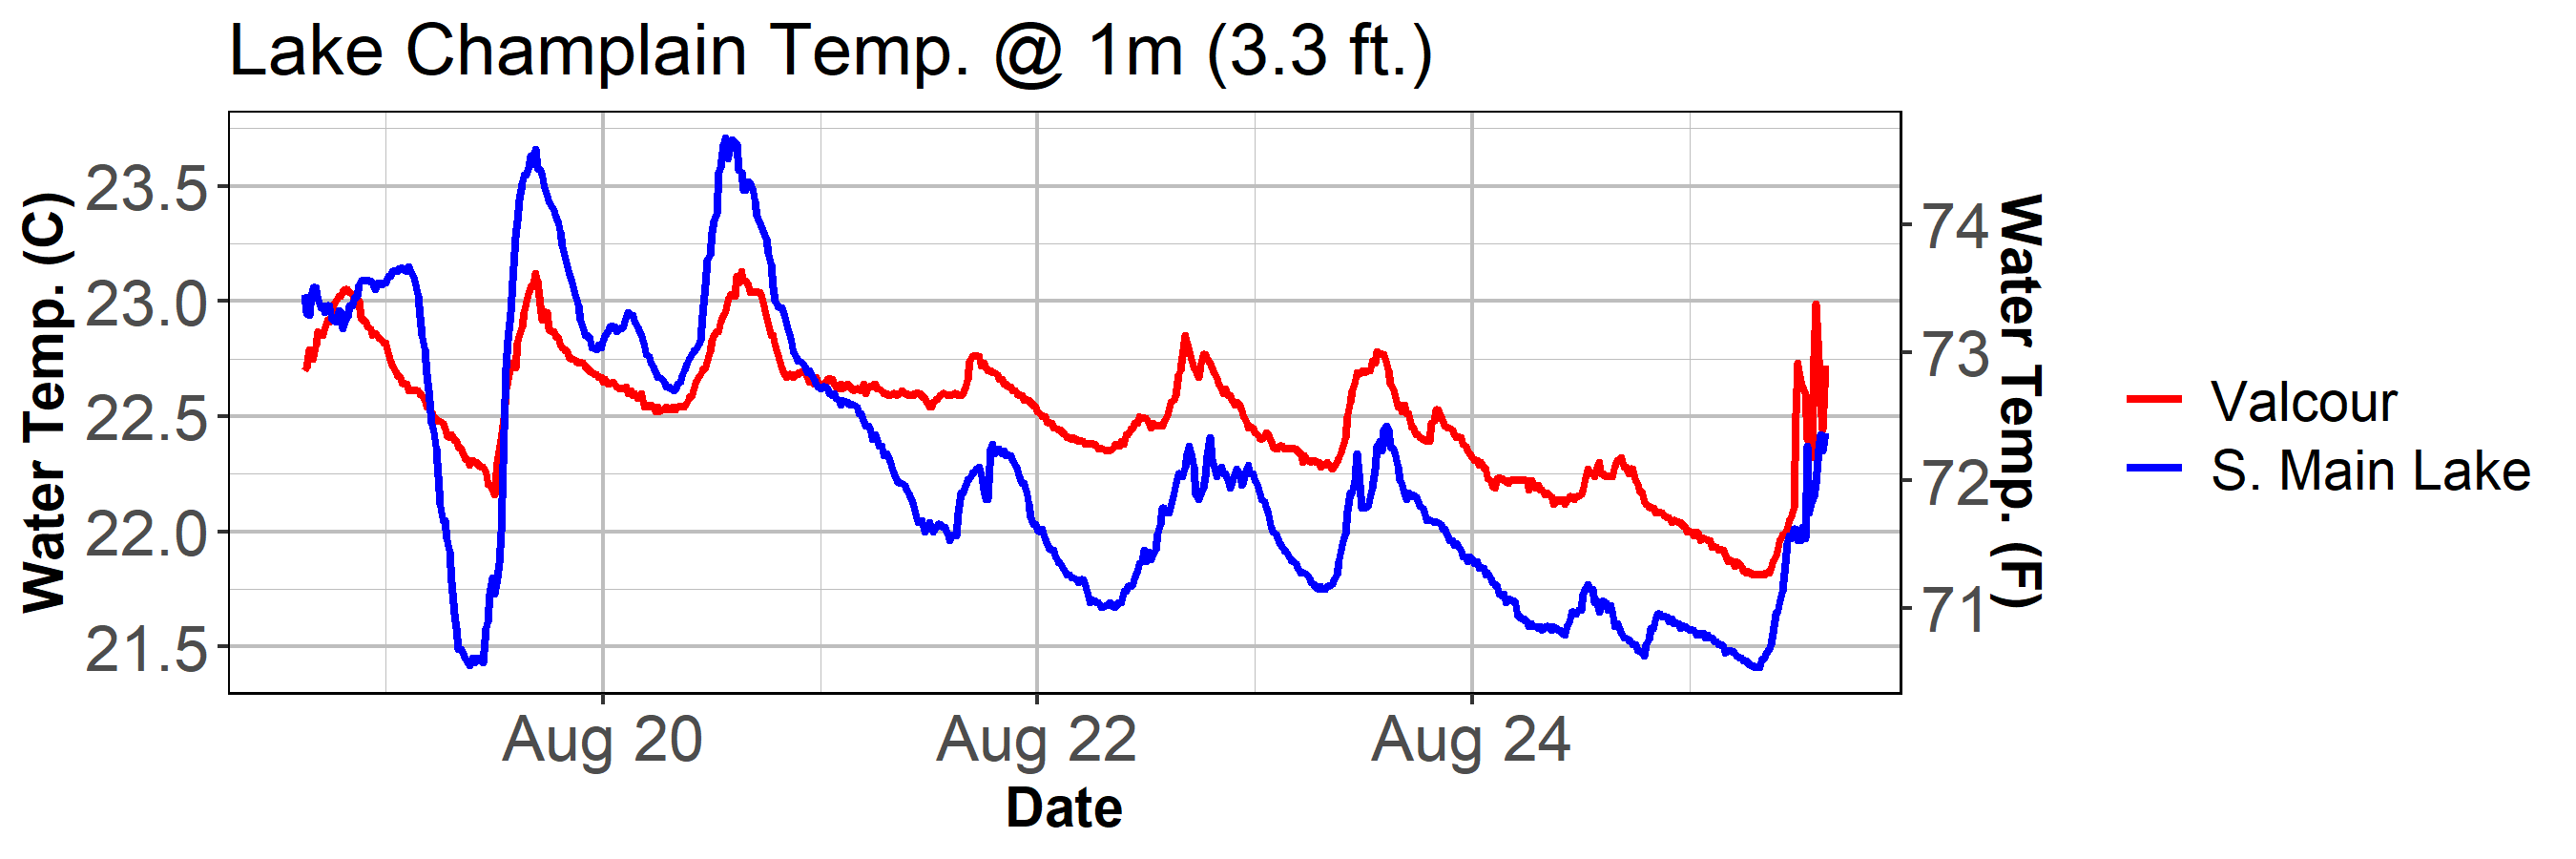 Lake Champlain Temp. @ 1m (3.3 ft.)
Water Temp. (C)
23.5
23.0
22.5
22.0
21.5
74
73
72
71
Water Temp. (F)
Aug 20
Aug 22
Aug 24
Date
Valcour
S. Main Lake